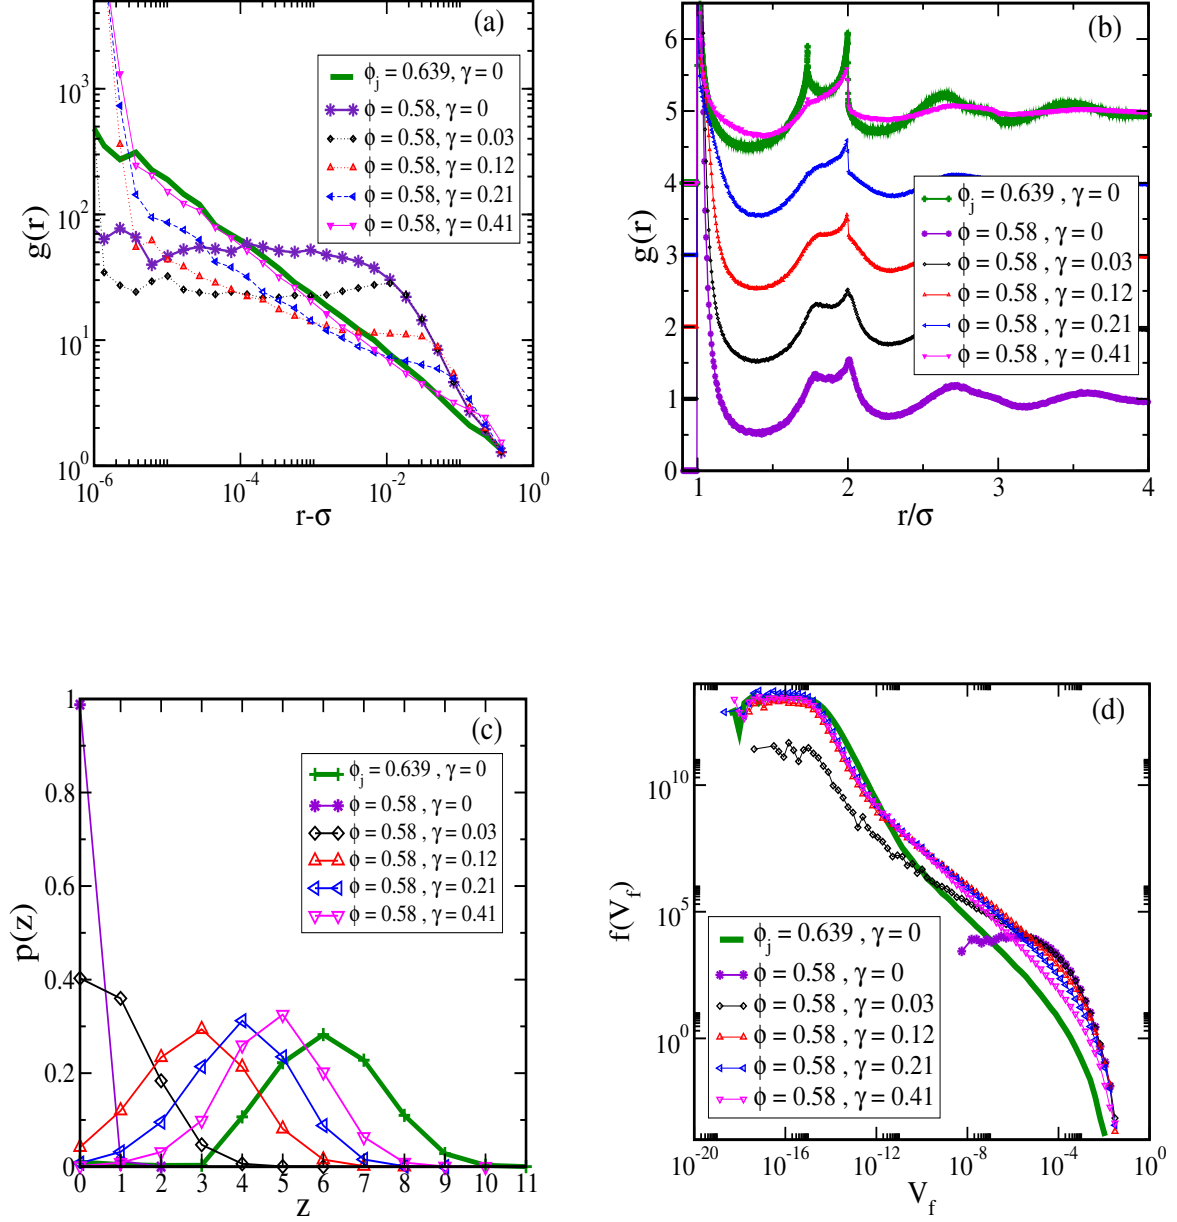 (a)
g(r)
10^3
10^2
10^1
10^0
ϕ_j = 0.639, γ = 0
ϕ = 0.58, γ = 0
ϕ = 0.58, γ = 0.03
ϕ = 0.58, γ = 0.12
ϕ = 0.58, γ = 0.21
ϕ = 0.58, γ = 0.41
10^-6 10^-4 10^-2 10^0
r-σ
(b)
g(r)
6
5
4
3
2
1
0
ϕ_j = 0.639 , γ = 0
ϕ = 0.58 , γ = 0
ϕ = 0.58 , γ = 0.03
ϕ = 0.58 , γ = 0.12
ϕ = 0.58 , γ = 0.21
ϕ = 0.58 , γ = 0.41
1 2 3 4
r/σ
(c)
p(z)
1
0.8
0.6
0.4
0.2
0
ϕ_j = 0.639 , γ = 0
ϕ = 0.58 , γ = 0
ϕ = 0.58 , γ = 0.03
ϕ = 0.58 , γ = 0.12
ϕ = 0.58 , γ = 0.21
ϕ = 0.58 , γ = 0.41
0 1 2 3 4 5 6 7 8 9 10 11
z
(d)
f(V_f)
10^10
10^5
10^0
ϕ_j = 0.639 , γ = 0
ϕ = 0.58 , γ = 0
ϕ = 0.58 , γ = 0.03
ϕ = 0.58 , γ = 0.12
ϕ = 0.58 , γ = 0.21
ϕ = 0.58 , γ = 0.41
10^-20 10^-16 10^-12 10^-8 10^-4 10^0
V_f